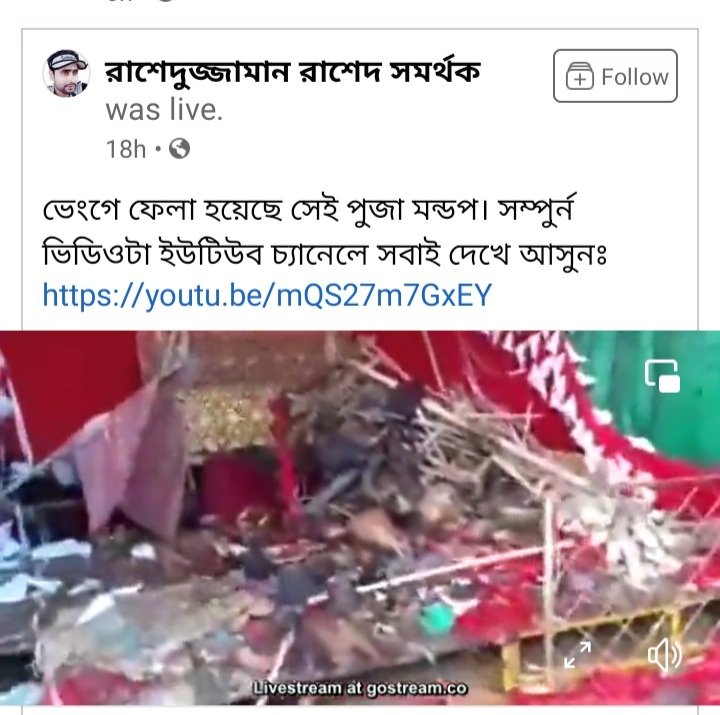 রাশেদুজ্জামান রাশেদ সমর্থক
Follow
was live.
18h
ভেংগে ফেলা হয়েছে সেই পুজা মন্ডপ। সম্পুর্ন
ভিডিওটা ইউটিউব চ্যানেলে সবাই দেখে আসুনঃ
https://youtu.be/mQS27m7GxEY
Livestream at gostream.co